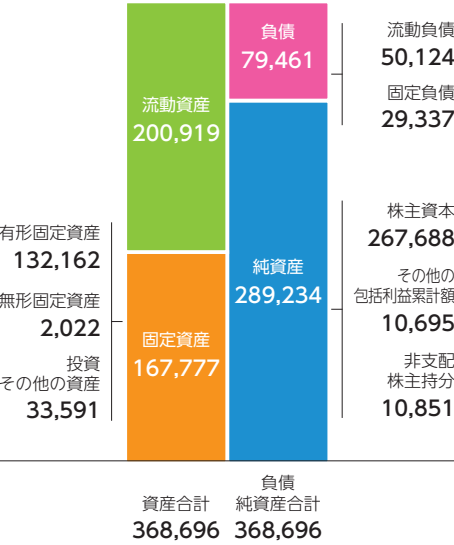 有形固定資産
132,162
無形固定資産
2,022
投資
その他の資産
33,591
流動資産
200,919
固定資産
167,777
負債
79,461
純資産
289,234
流動負債
50,124
固定負債
29,337
株主資本
267,688
その他の
包括利益累計額
10,695
非支配
株主持分
10,851
資産合計
368,696
負債
純資産合計
368,696